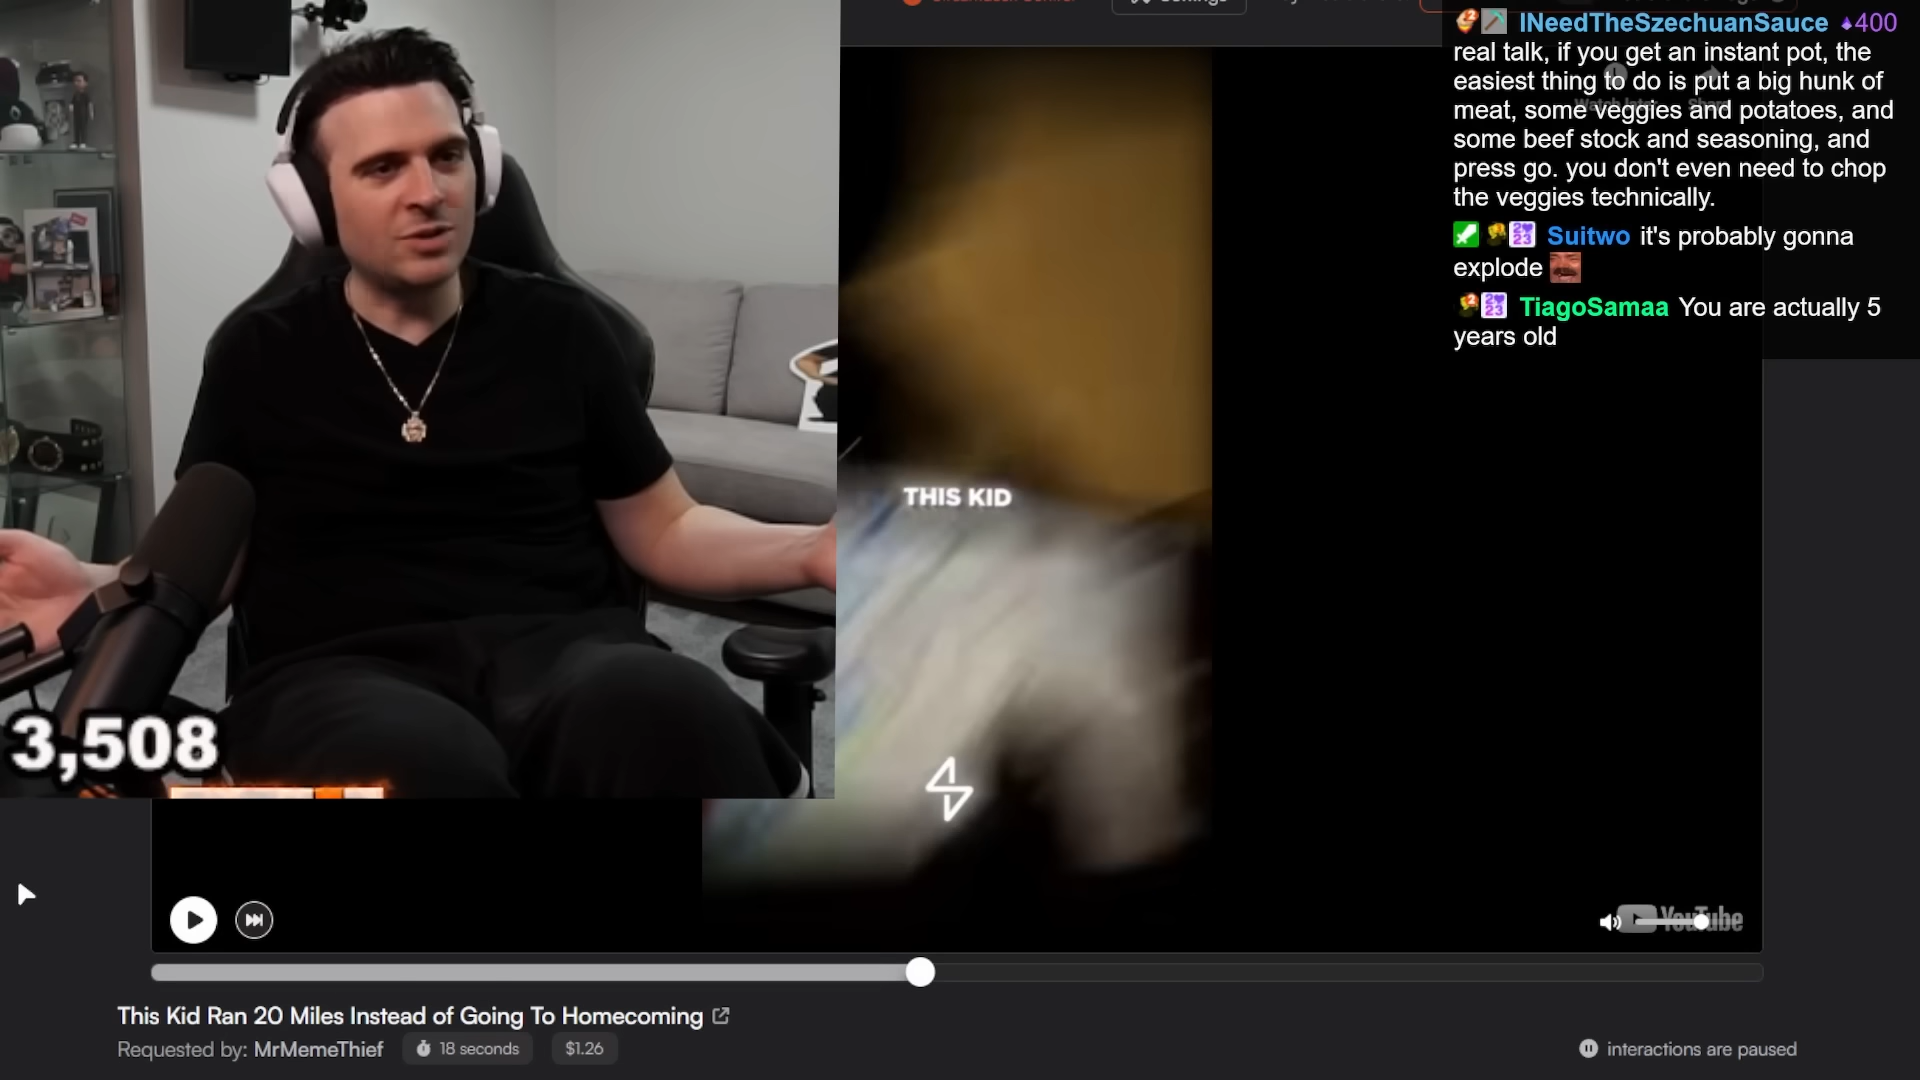 INeedTheSzechuanSauce 400
real talk, if you get an instant pot, the
easiest thing to do is put a big hunk of
meat, some veggies and potatoes, and
some beef stock and seasoning, and
press go. you don't even need to chop
the veggies technically.
Suitwo it's probably gonna
explode
TiagoSamaa You are actually 5
years old
THIS KID
3,508
YouTube
This Kid Ran 20 Miles Instead of Going To Homecoming
Requested by: MrMemeThief 18 seconds $1.26
interactions are paused